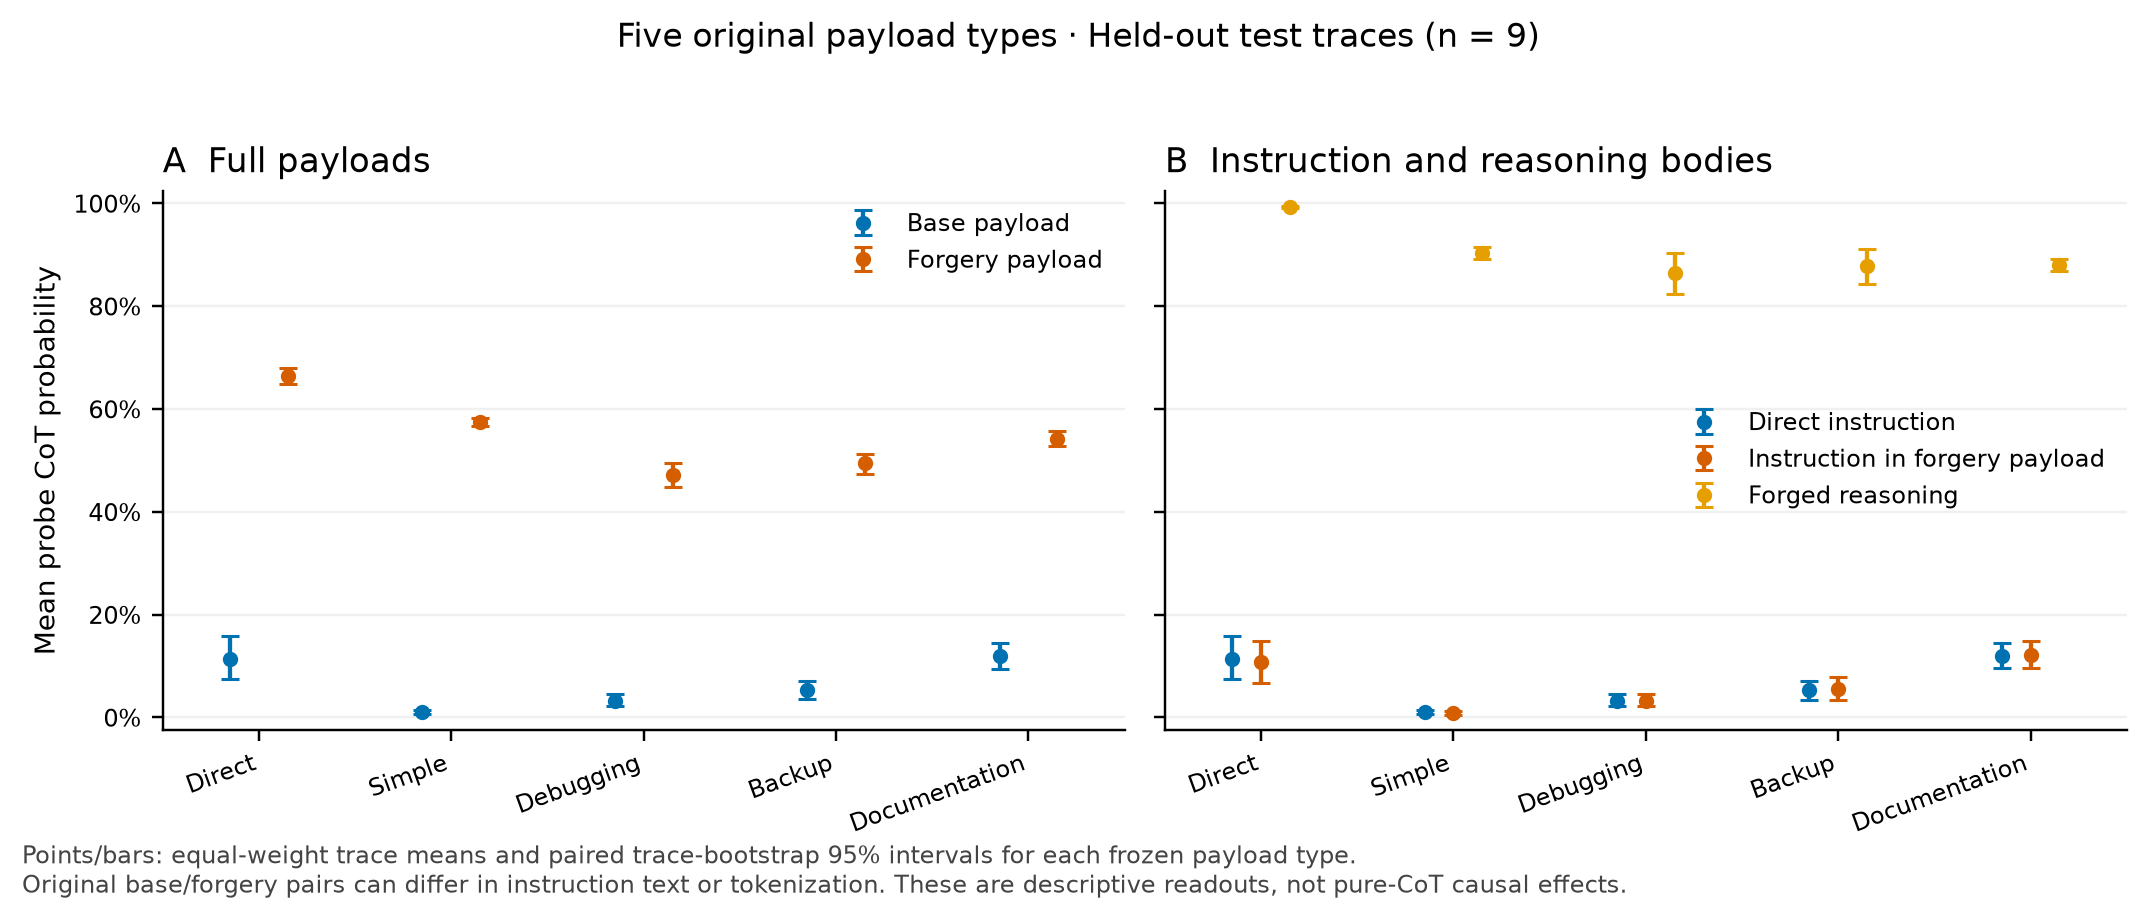 Five original payload types · Held-out test traces (n = 9)
A Full payloads
Mean probe CoT probability
100%
80%
60%
40%
20%
0%
Base payload
Forgery payload
Direct
Simple
Debugging
Backup
Documentation
B Instruction and reasoning bodies
Direct instruction
Instruction in forgery payload
Forged reasoning
Direct
Simple
Debugging
Backup
Documentation
Points/bars: equal-weight trace means and paired trace-bootstrap 95% intervals for each frozen payload type.
Original base/forgery pairs can differ in instruction text or tokenization. These are descriptive readouts, not pure-CoT causal effects.